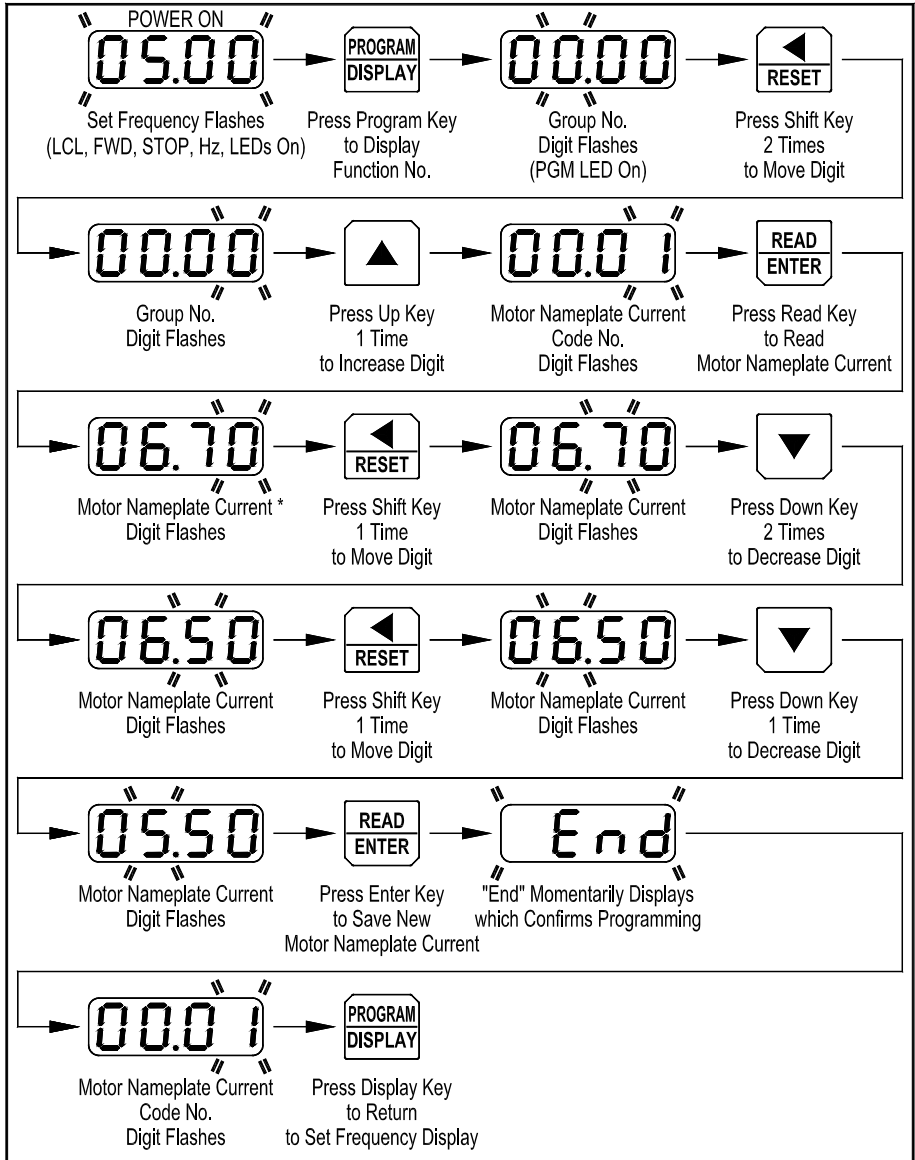 POWER ON
05.00
PROGRAM
DISPLAY
00.00
RESET
Set Frequency Flashes
(LCL, FWD, STOP, Hz, LEDs On)
Press Program Key
to Display
Function No.
Group No.
Digit Flashes
(PGM LED On)
Press Shift Key
2 Times
to Move Digit
00.00
00.01
READ
ENTER
Group No.
Digit Flashes
Press Up Key
1 Time
to Increase Digit
Motor Nameplate Current
Code No.
Digit Flashes
Press Read Key
to Read
Motor Nameplate Current
06.70
RESET
06.70
Motor Nameplate Current *
Digit Flashes
Press Shift Key
1 Time
to Move Digit
Motor Nameplate Current
Digit Flashes
Press Down Key
2 Times
to Decrease Digit
06.50
RESET
06.50
Motor Nameplate Current
Digit Flashes
Press Shift Key
1 Time
to Move Digit
Motor Nameplate Current
Digit Flashes
Press Down Key
1 Time
to Decrease Digit
05.50
READ
ENTER
End
Motor Nameplate Current
Digit Flashes
Press Enter Key
to Save New
Motor Nameplate Current
"End" Momentarily Displays
which Confirms Programming
00.01
PROGRAM
DISPLAY
Motor Nameplate Current
Code No.
Digit Flashes
Press Display Key
to Return
to Set Frequency Display